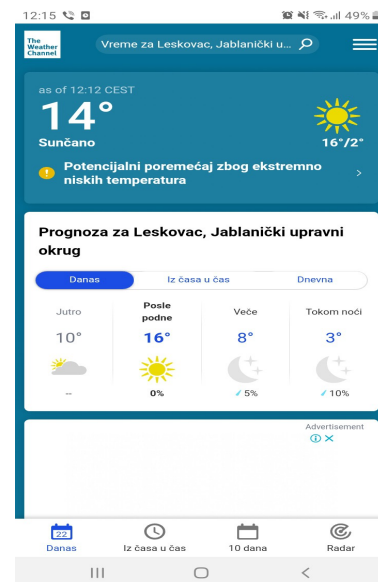 12:15
49%
The
Weather
Channel
Vreme za Leskovac, Jablanički u...
as of 12:12 CEST
14°
Sunčano
16°/2°
Potencijalni poremećaj zbog ekstremno
niskih temperatura
Prognoza za Leskovac, Jablanički upravni
okrug
Danas
Iz časa u čas
Dnevna
Jutro
Posle
podne
Veče
Tokom noći
10°
16°
8°
3°
--
0%
5%
10%
Advertisement
22
Danas
Iz časa u čas
10 dana
Radar